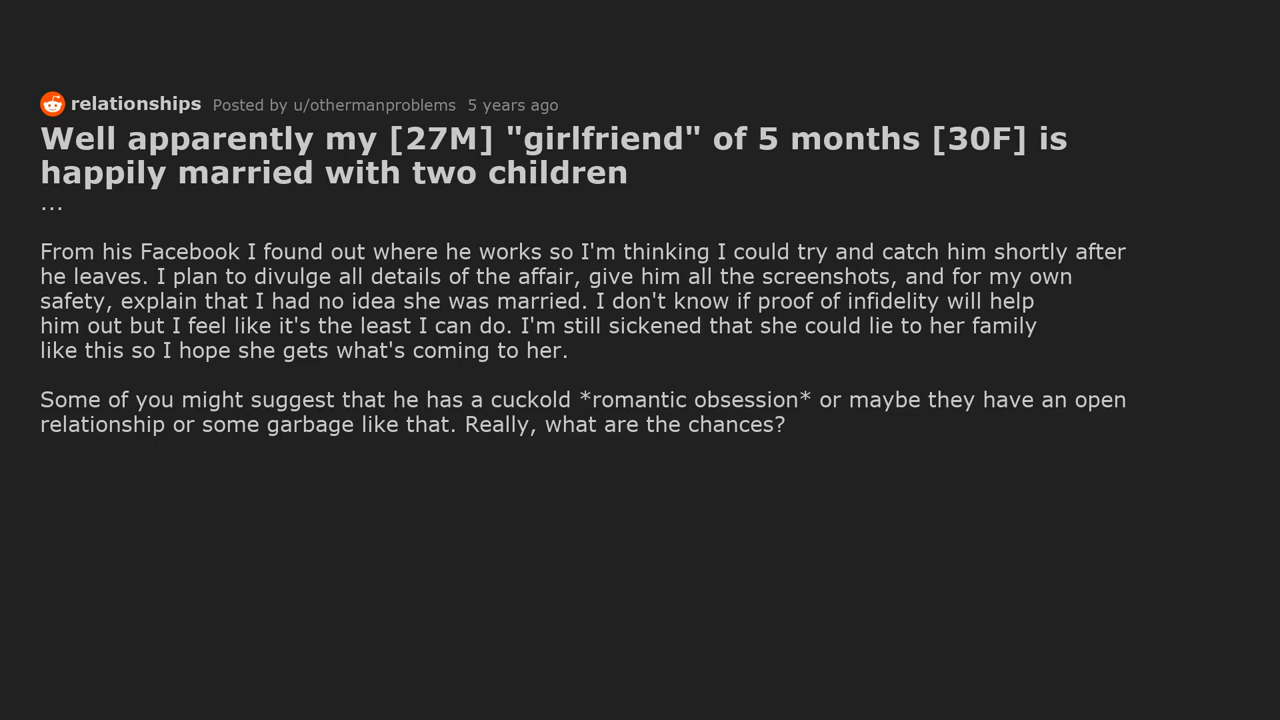 relationships Posted by u/othermanproblems 5 years ago
Well apparently my [27M] "girlfriend" of 5 months [30F] is
happily married with two children
...
From his Facebook I found out where he works so I'm thinking I could try and catch him shortly after
he leaves. I plan to divulge all details of the affair, give him all the screenshots, and for my own
safety, explain that I had no idea she was married. I don't know if proof of infidelity will help
him out but I feel like it's the least I can do. I'm still sickened that she could lie to her family
like this so I hope she gets what's coming to her.
Some of you might suggest that he has a cuckold *romantic obsession* or maybe they have an open
relationship or some garbage like that. Really, what are the chances?